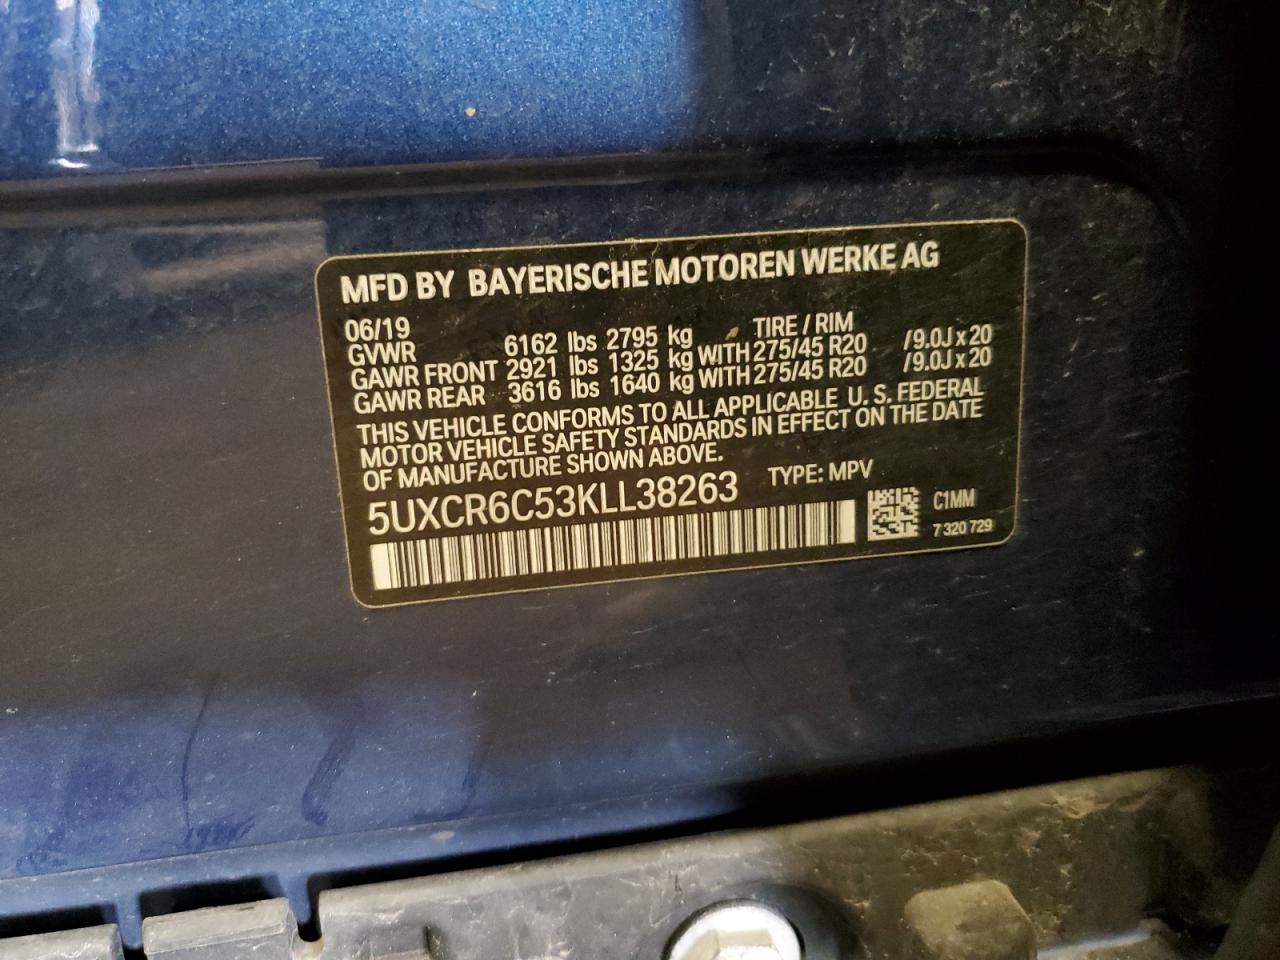 MFD BY BAYERISCHE MOTOREN WERKE AG
06/19 TIRE / RIM
GVWR 6162 lbs 2795 kg
GAWR FRONT 2921 lbs 1325 kg WITH 275/45 R20 /9.0J x 20
GAWR REAR 3616 lbs 1640 kg WITH 275/45 R20 /9.0J x 20
THIS VEHICLE CONFORMS TO ALL APPLICABLE U. S. FEDERAL
MOTOR VEHICLE SAFETY STANDARDS IN EFFECT ON THE DATE
OF MANUFACTURE SHOWN ABOVE.
5UXCR6C53KLL38263 TYPE: MPV
C1MM
7 320 729